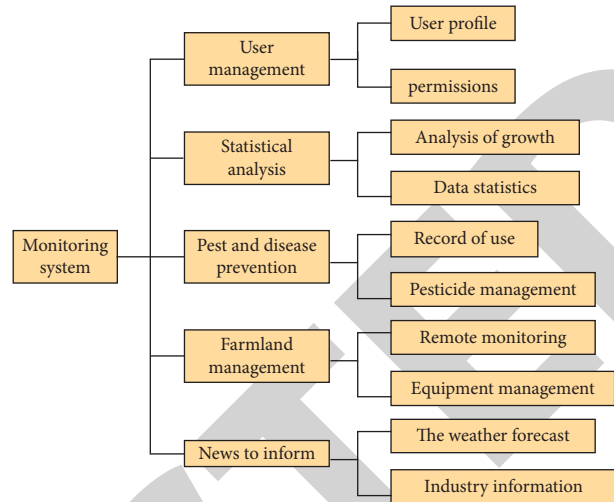 User profile
User
management
permissions
Analysis of growth
Statistical
analysis
Data statistics
Monitoring
system
Pest and disease
prevention
Record of use
Pesticide management
Farmland
management
Remote monitoring
Equipment management
News to inform
The weather forecast
Industry information